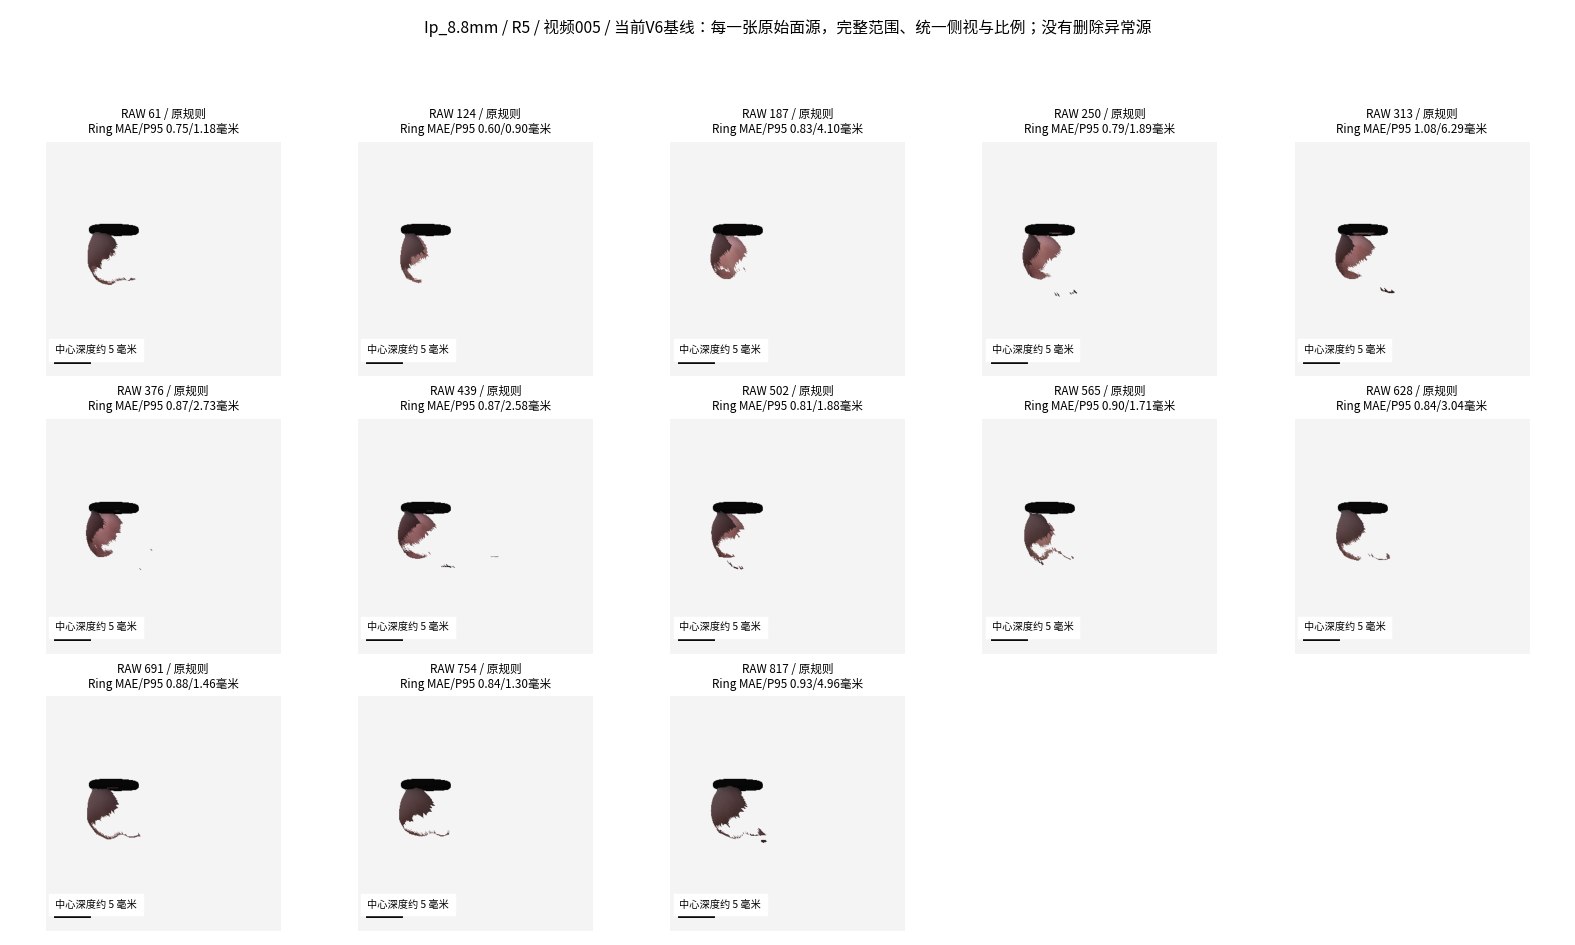 Ip_8.8mm / R5 / 视频005 / 当前V6基线：每一张原始面源，完整范围、统一侧视与比例；没有删除异常源
RAW 61 / 原规则
Ring MAE/P95 0.75/1.18毫米
中心深度约 5 毫米
RAW 124 / 原规则
Ring MAE/P95 0.60/0.90毫米
中心深度约 5 毫米
RAW 187 / 原规则
Ring MAE/P95 0.83/4.10毫米
中心深度约 5 毫米
RAW 250 / 原规则
Ring MAE/P95 0.79/1.89毫米
中心深度约 5 毫米
RAW 313 / 原规则
Ring MAE/P95 1.08/6.29毫米
中心深度约 5 毫米
RAW 376 / 原规则
Ring MAE/P95 0.87/2.73毫米
中心深度约 5 毫米
RAW 439 / 原规则
Ring MAE/P95 0.87/2.58毫米
中心深度约 5 毫米
RAW 502 / 原规则
Ring MAE/P95 0.81/1.88毫米
中心深度约 5 毫米
RAW 565 / 原规则
Ring MAE/P95 0.90/1.71毫米
中心深度约 5 毫米
RAW 628 / 原规则
Ring MAE/P95 0.84/3.04毫米
中心深度约 5 毫米
RAW 691 / 原规则
Ring MAE/P95 0.88/1.46毫米
中心深度约 5 毫米
RAW 754 / 原规则
Ring MAE/P95 0.84/1.30毫米
中心深度约 5 毫米
RAW 817 / 原规则
Ring MAE/P95 0.93/4.96毫米
中心深度约 5 毫米